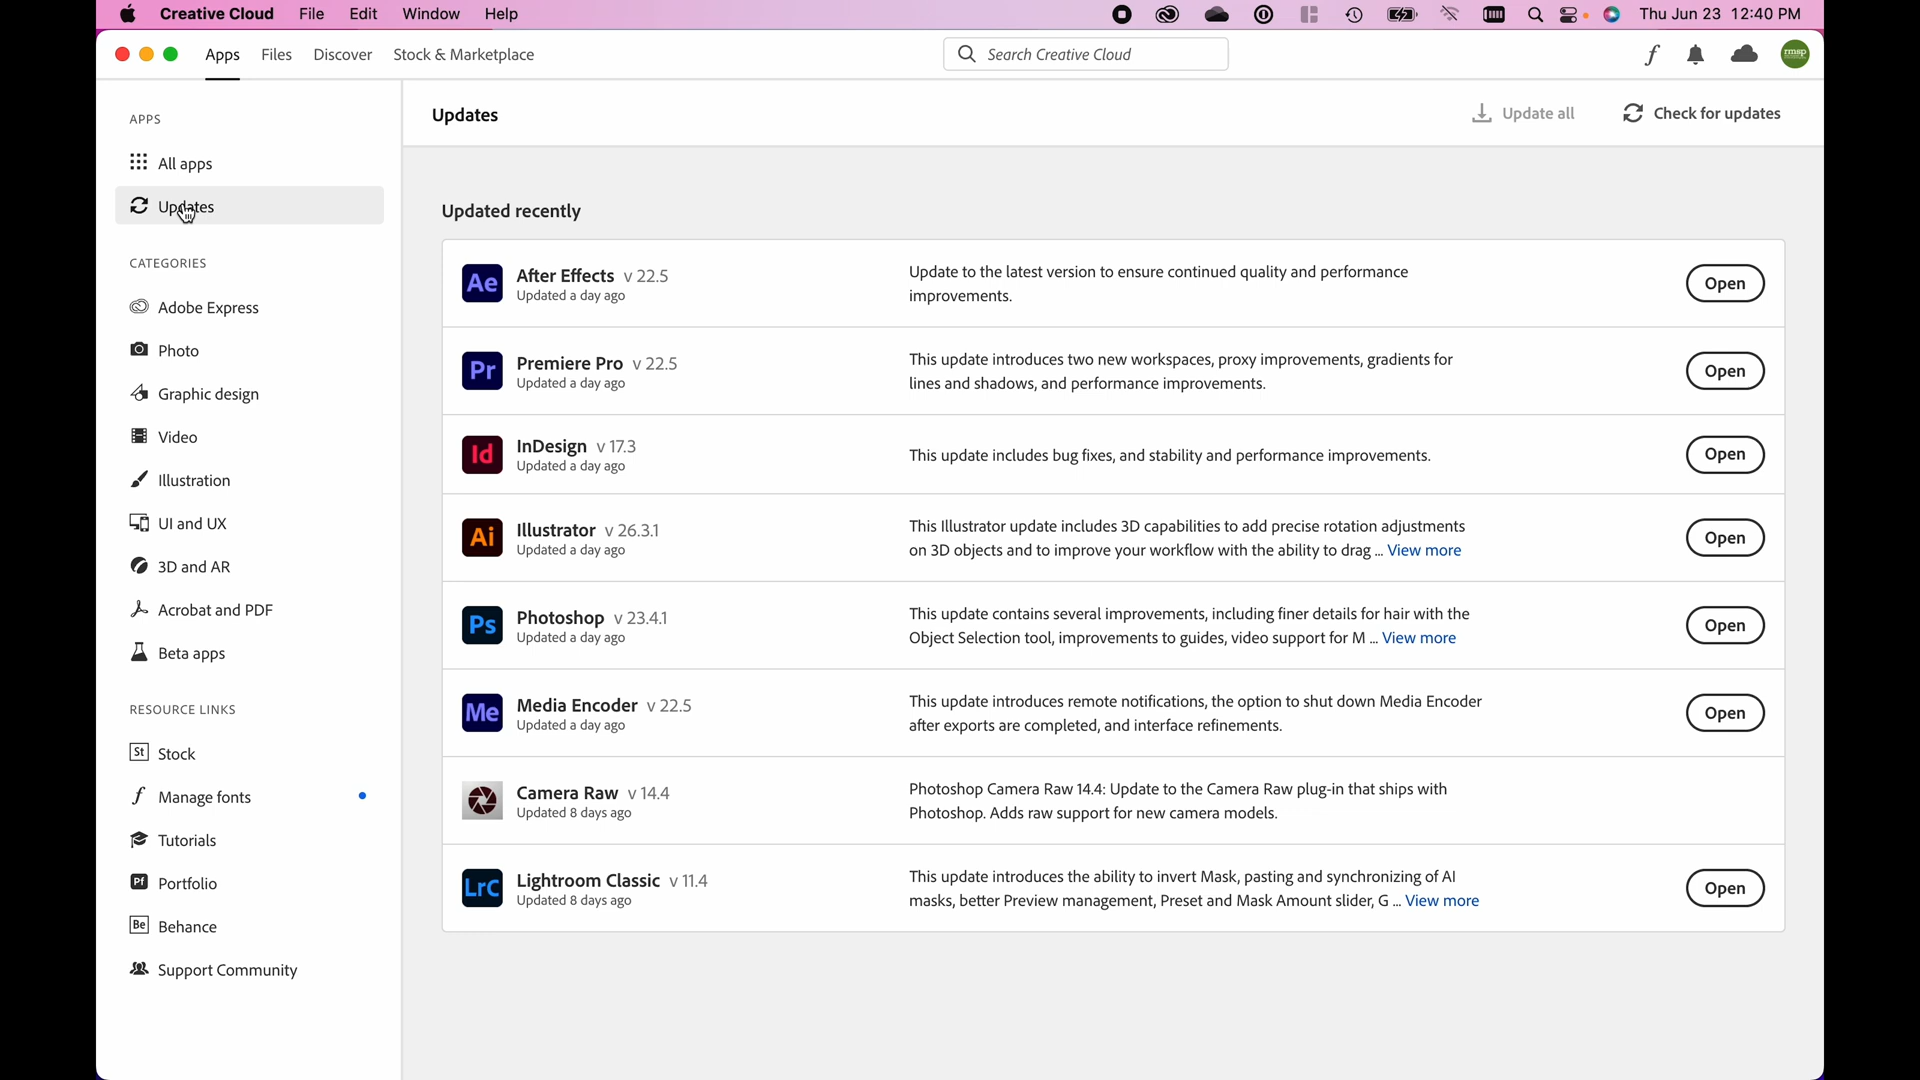 Creative Cloud File Edit Window Help Thu Jun 23 12:40 PM
Apps Files Discover Stock & Marketplace Search Creative Cloud rmsp
APPS
All apps
Updates
CATEGORIES
Adobe Express
Photo
Graphic design
Video
Illustration
UI and UX
3D and AR
Acrobat and PDF
Beta apps
RESOURCE LINKS
St Stock
Manage fonts
Tutorials
Pf Portfolio
Be Behance
Support Community
Updates Update all Check for updates
Updated recently
Ae After Effects v 22.5
Updated a day ago
Update to the latest version to ensure continued quality and performance
improvements.
Open
Pr Premiere Pro v 22.5
Updated a day ago
This update introduces two new workspaces, proxy improvements, gradients for
lines and shadows, and performance improvements.
Open
Id InDesign v 17.3
Updated a day ago
This update includes bug fixes, and stability and performance improvements.
Open
Ai Illustrator v 26.3.1
Updated a day ago
This Illustrator update includes 3D capabilities to add precise rotation adjustments
on 3D objects and to improve your workflow with the ability to drag ... View more
Open
Ps Photoshop v 23.4.1
Updated a day ago
This update contains several improvements, including finer details for hair with the
Object Selection tool, improvements to guides, video support for M ... View more
Open
Me Media Encoder v 22.5
Updated a day ago
This update introduces remote notifications, the option to shut down Media Encoder
after exports are completed, and interface refinements.
Open
Camera Raw v 14.4
Updated 8 days ago
Photoshop Camera Raw 14.4: Update to the Camera Raw plug-in that ships with
Photoshop. Adds raw support for new camera models.
LrC Lightroom Classic v 11.4
Updated 8 days ago
This update introduces the ability to invert Mask, pasting and synchronizing of AI
masks, better Preview management, Preset and Mask Amount slider, G ... View more
Open